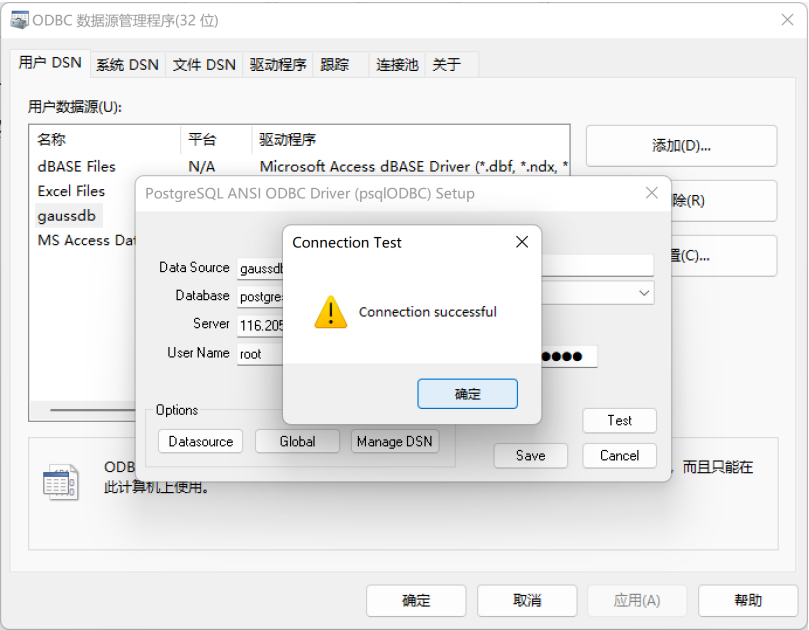 ODBC 数据源管理程序(32 位)
用户 DSN 系统 DSN 文件 DSN 驱动程序 跟踪 连接池 关于
用户数据源(U):
名称 平台 驱动程序
dBASE Files N/A Microsoft Access dBASE Driver (*.dbf, *.ndx, *
Excel Files
gaussdb
MS Access Dat
添加(D)...
除(R)
置(C)...
PostgreSQL ANSI ODBC Driver (psqlODBC) Setup
Data Source gaussdb
Database postgre
Server 116.205
User Name root
Connection Test
Connection successful
确定
Options
Datasource Global Manage DSN
Test
Save Cancel
ODB
，而且只能在
此计算机上使用。
确定 取消 应用(A) 帮助